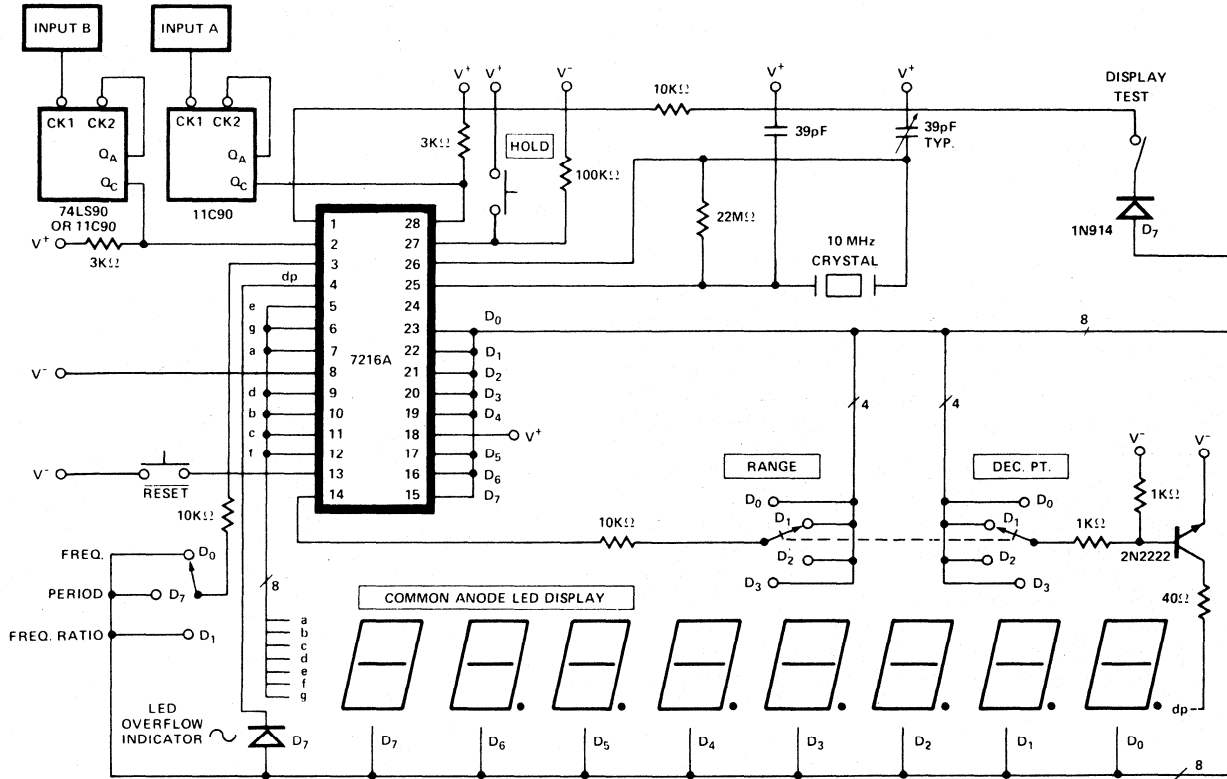 INPUT B
INPUT A
CK1 CK2
QA
QC
74LS90
OR 11C90
CK1 CK2
QA
QC
11C90
V+
3KΩ
V+
3KΩ
V+
HOLD
V-
100KΩ
10KΩ
V+
39pF
V+
39pF
TYP.
22MΩ
10 MHz
CRYSTAL
DISPLAY
TEST
1N914
D7
7216A
1
2
3
4
5
6
7
8
9
10
11
12
13
14
28
27
26
25
24
23
22
21
20
19
18
17
16
15
dp
e
g
a
V-
d
b
c
f
V-
RESET
D0
D1
D2
D3
D4
V+
D5
D6
D7
8
4
4
RANGE
DEC. PT.
D0
D1
D2
D3
D0
D1
D2
D3
10KΩ
1KΩ
V-
1KΩ
V-
2N2222
40Ω
10KΩ
FREQ.
D0
PERIOD
D7
FREQ. RATIO
D1
8
COMMON ANODE LED DISPLAY
a
b
c
d
e
f
g
dp
LED
OVERFLOW
INDICATOR
D7
D7
D6
D5
D4
D3
D2
D1
D0
8